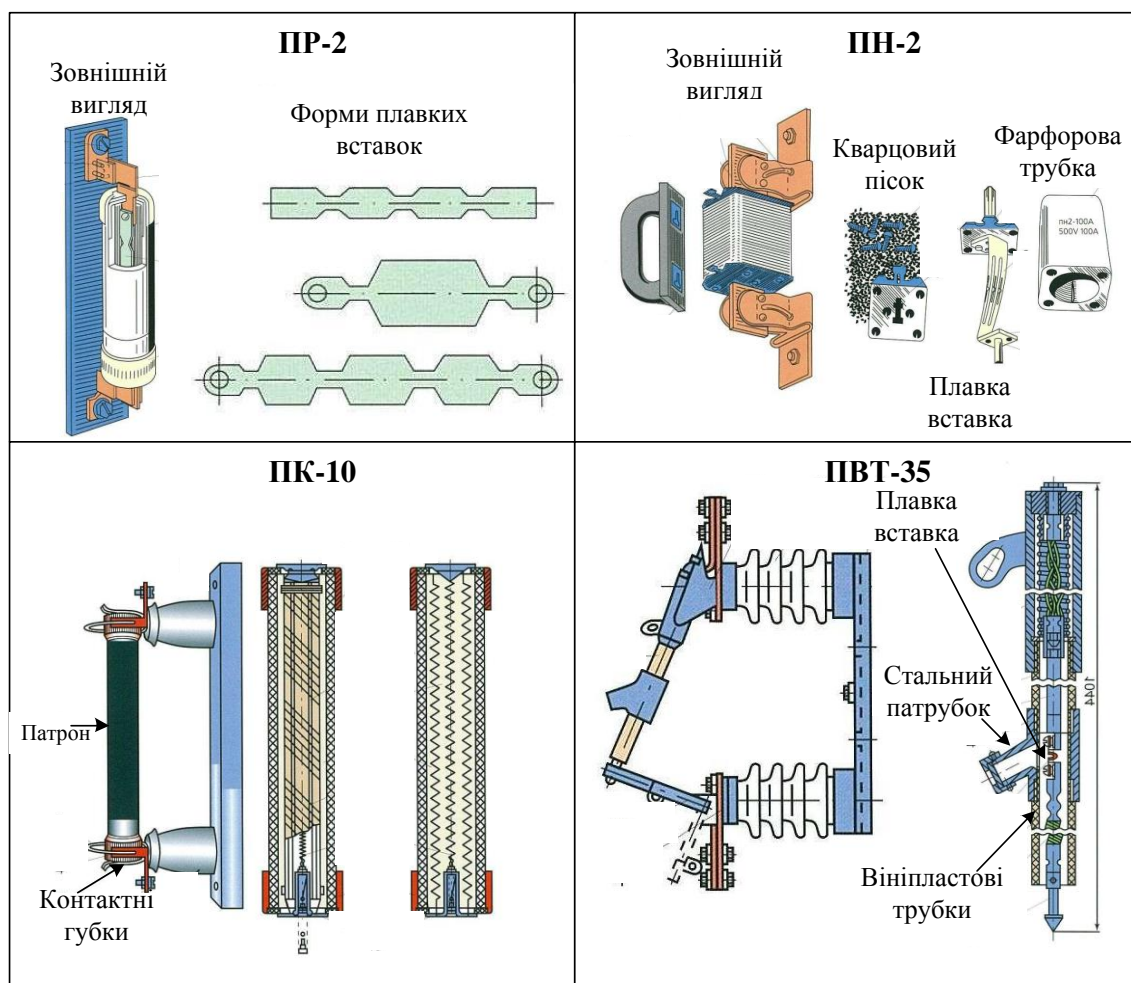 ПР-2
Зовнішній
вигляд
Форми плавких
вставок
ПН-2
Зовнішній
вигляд
Кварцовий
пісок
Фарфорова
трубка
пн2-100А
500V 100A
Плавка
вставка
ПК-10
Патрон
Контактні
губки
ПВТ-35
Плавка
вставка
Стальний
патрубок
1044
Вініпластові
трубки